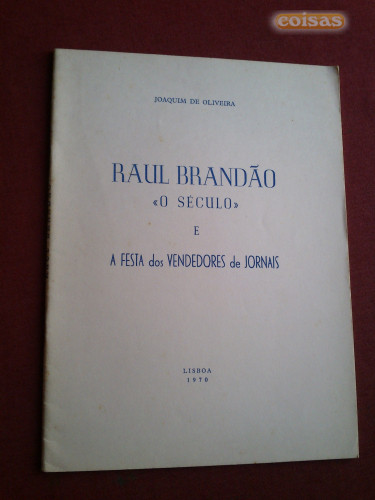 coisas
JOAQUIM DE OLIVEIRA
RAUL BRANDÃO
«O SÉCULO»
E
A FESTA dos VENDEDORES de JORNAIS
LISBOA
1970